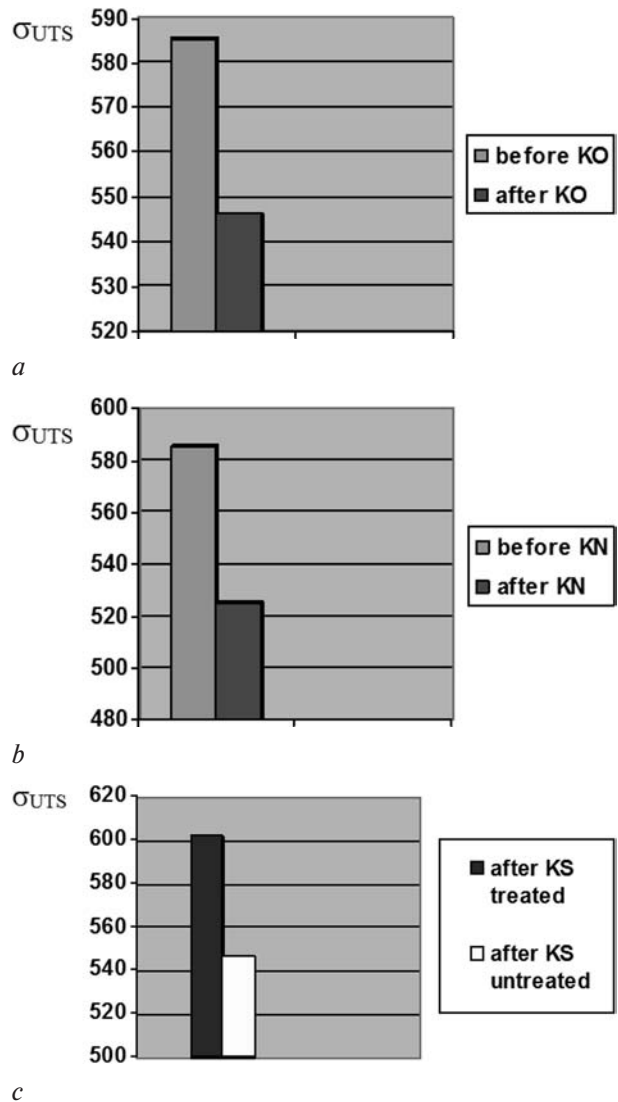 σUTS
590
580
570
560
550
540
530
520
before KO
after KO
a
σUTS
600
580
560
540
520
500
480
before KN
after KN
b
σUTS
620
600
580
560
540
520
500
after KS
treated
after KS
untreated
c